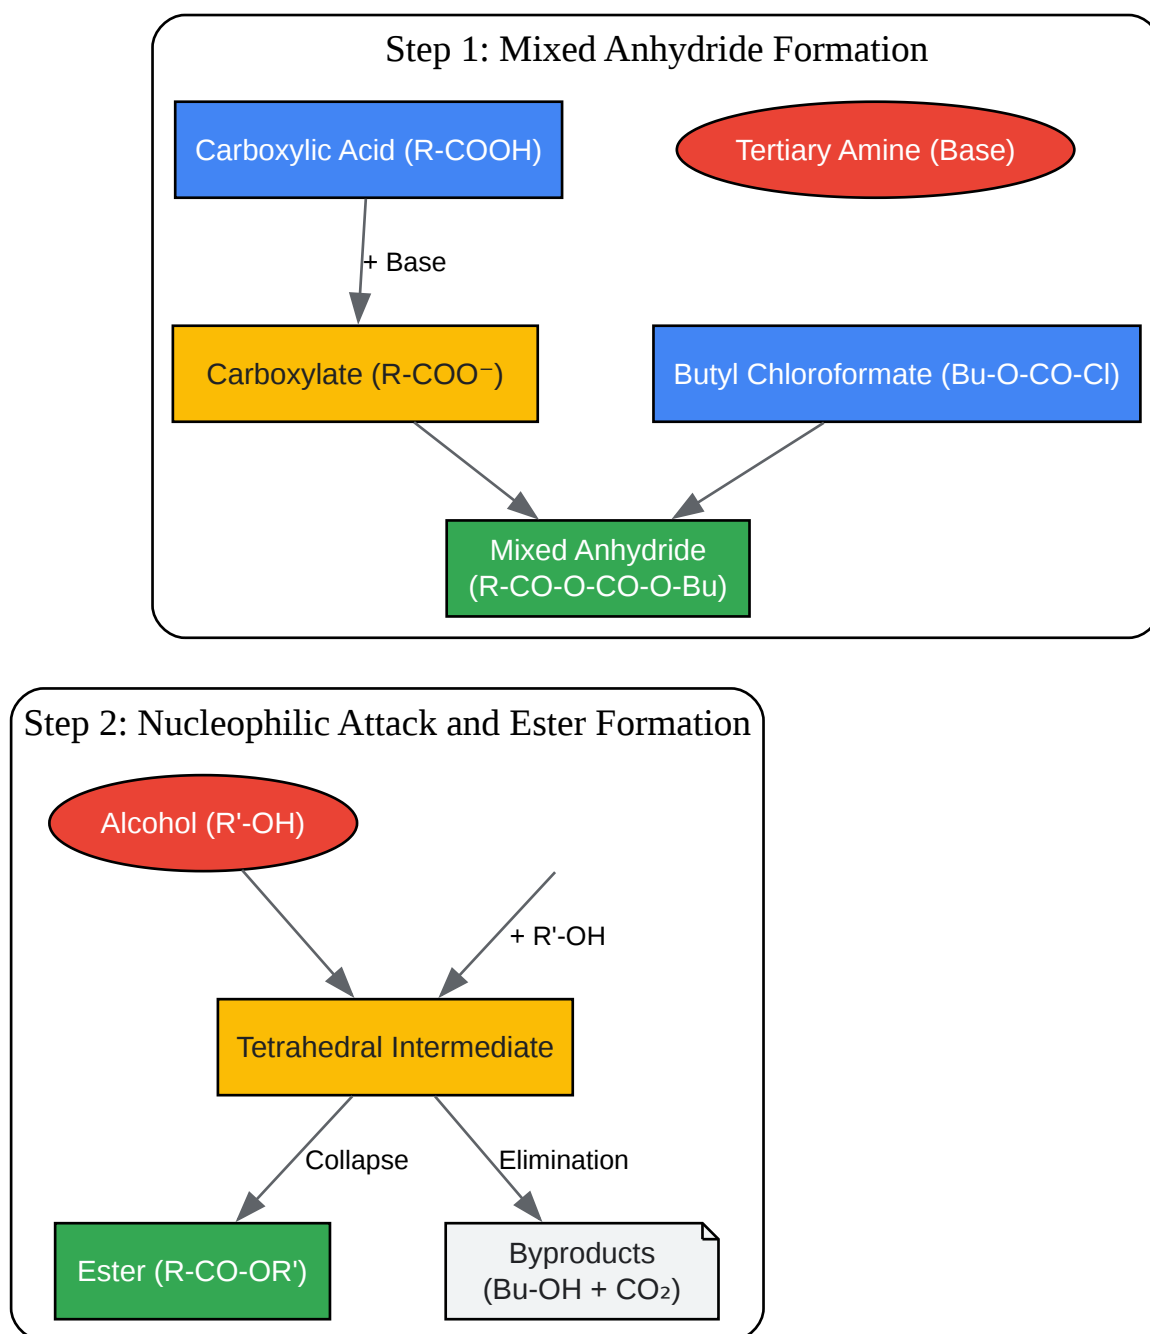 Step 1: Mixed Anhydride Formation
Carboxylic Acid (R-COOH)
Tertiary Amine (Base)
+ Base
Carboxylate (R-COO⁻)
Butyl Chloroformate (Bu-O-CO-Cl)
Mixed Anhydride
(R-CO-O-CO-O-Bu)
Step 2: Nucleophilic Attack and Ester Formation
Alcohol (R'-OH)
+ R'-OH
Tetrahedral Intermediate
Collapse
Elimination
Ester (R-CO-OR')
Byproducts
(Bu-OH + CO₂)